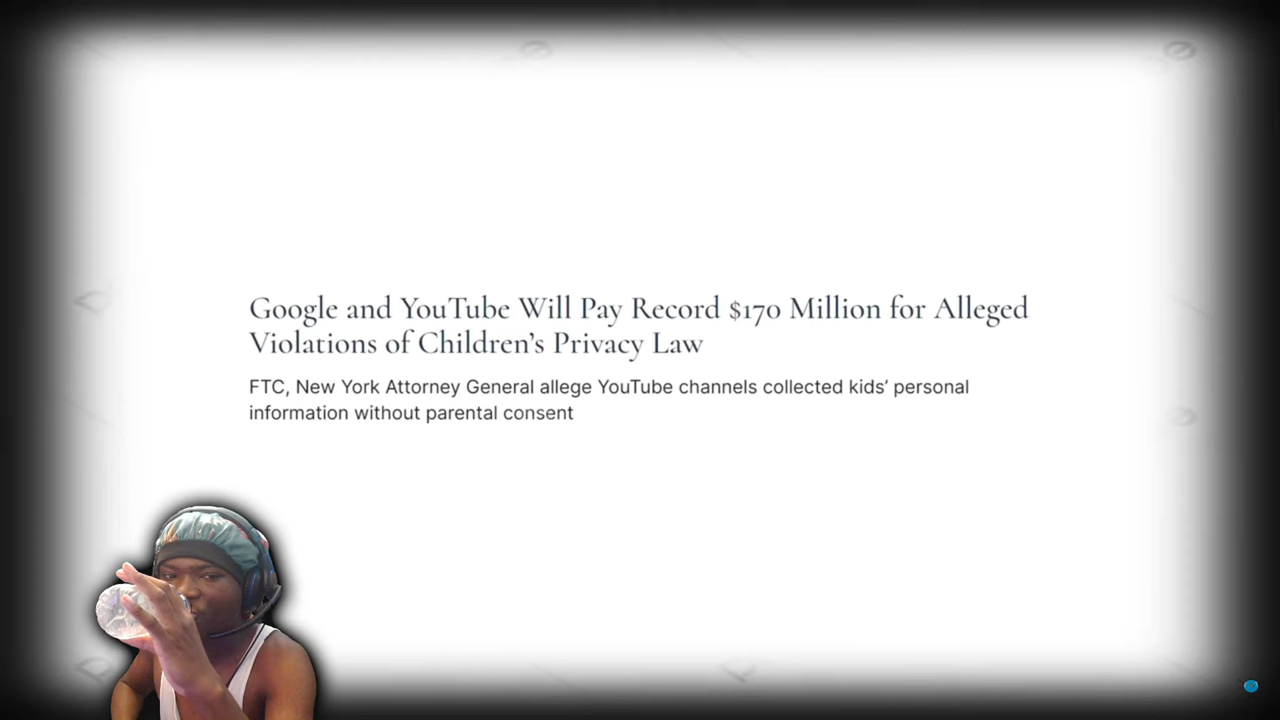 Google and YouTube Will Pay Record $170 Million for Alleged
Violations of Children’s Privacy Law
FTC, New York Attorney General allege YouTube channels collected kids’ personal
information without parental consent